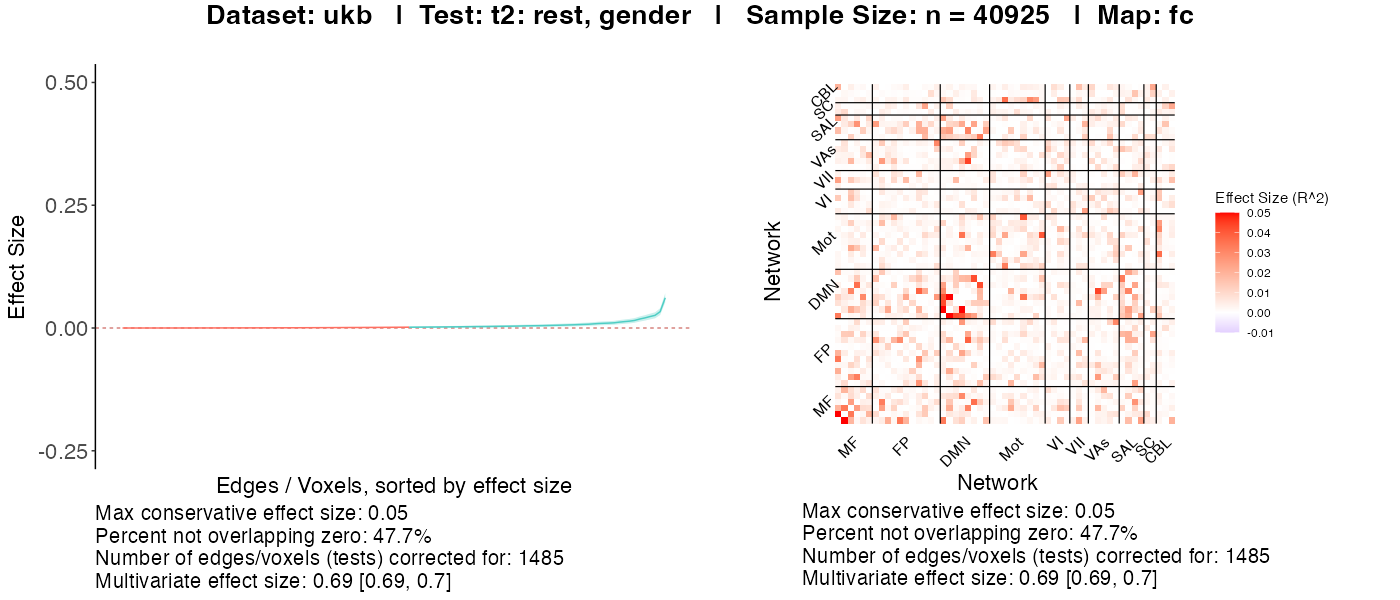 Dataset: ukb | Test: t2: rest, gender | Sample Size: n = 40925 | Map: fc
0.50
0.25
0.00
-0.25
Effect Size
Edges / Voxels, sorted by effect size
Max conservative effect size: 0.05
Percent not overlapping zero: 47.7%
Number of edges/voxels (tests) corrected for: 1485
Multivariate effect size: 0.69 [0.69, 0.7]
Network
CBL
SC
SAL
VAs
VII
VI
Mot
DMN
FP
MF
MF
FP
DMN
Mot
VI
VII
VAs
SAL
SC
CBL
Network
Effect Size (R^2)
0.05
0.04
0.03
0.02
0.01
0.00
-0.01
Max conservative effect size: 0.05
Percent not overlapping zero: 47.7%
Number of edges/voxels (tests) corrected for: 1485
Multivariate effect size: 0.69 [0.69, 0.7]